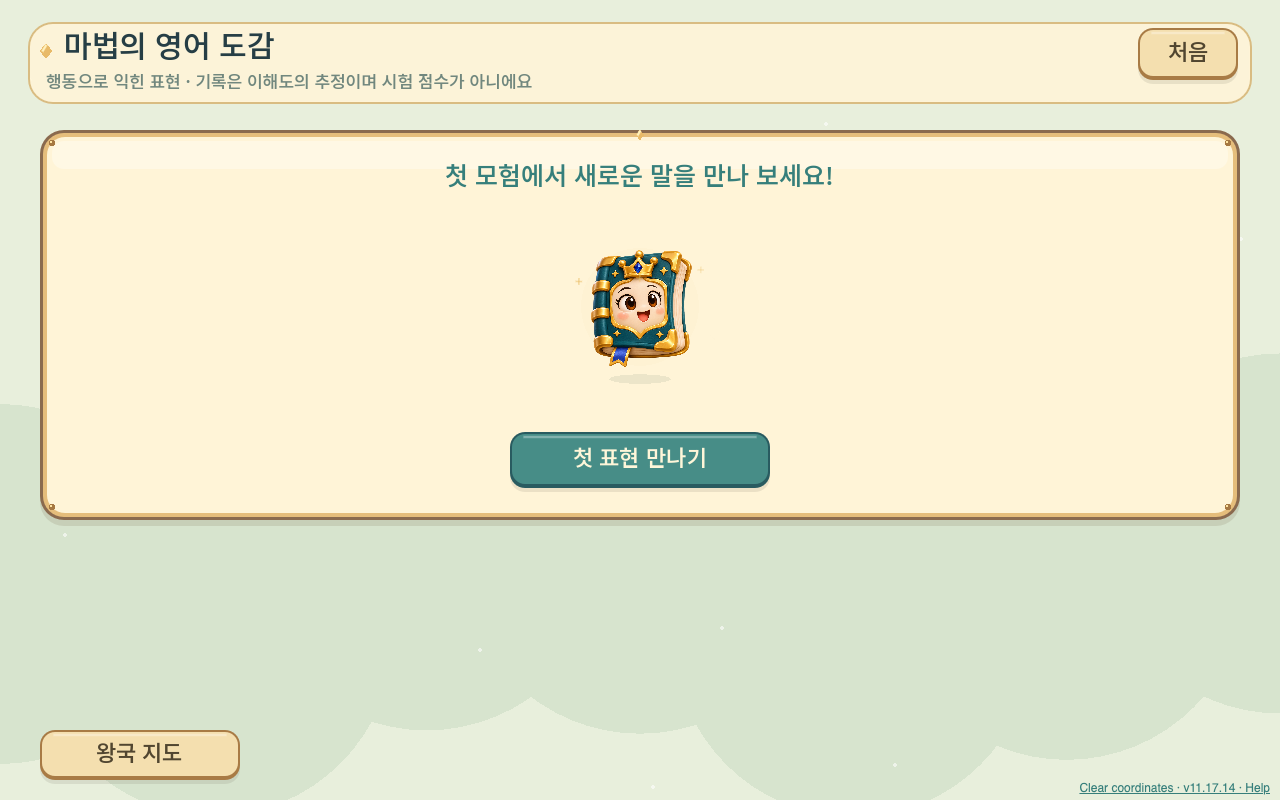 마법의 영어 도감
처음
행동으로 익힌 표현 · 기록은 이해도의 추정이며 시험 점수가 아니에요
첫 모험에서 새로운 말을 만나 보세요!
첫 표현 만나기
왕국 지도
Clear coordinates · v11.17.14 · Help